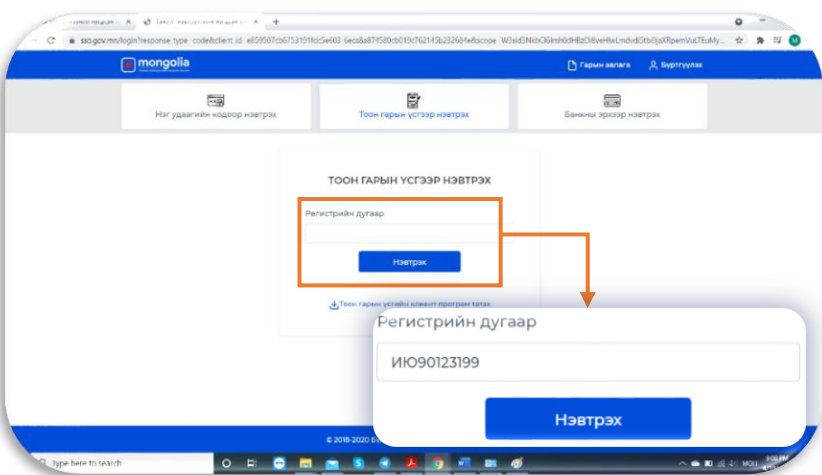 sso.gov.mn/login?response_type
mongolia
Гарын авлага
Бүртгүүлэх
Нэг удаагийн кодоор нэвтрэх
Тоон гарын үсгээр нэвтрэх
Банкны эрхээр нэвтрэх
ТООН ГАРЫН ҮСГЭЭР НЭВТРЭХ
Регистрийн дугаар
Нэвтрэх
Тоон гарын үсгийн клиент програм татах
Регистрийн дугаар
ИЮ90123199
Нэвтрэх
© 2018-2020
Type here to search